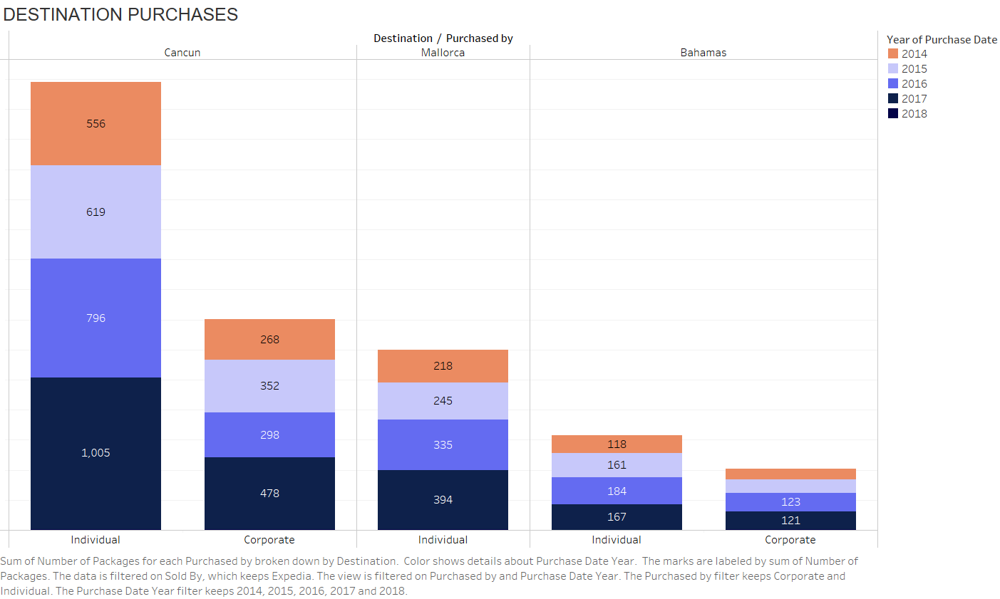 DESTINATION PURCHASES
Destination / Purchased by
Cancun
Mallorca
Bahamas
Year of Purchase Date
2014
2015
2016
2017
2018
556
619
796
1,005
268
352
298
478
218
245
335
394
118
161
184
167
123
121
Individual
Corporate
Individual
Individual
Corporate
Sum of Number of Packages for each Purchased by broken down by Destination. Color shows details about Purchase Date Year. The marks are labeled by sum of Number of
Packages. The data is filtered on Sold By, which keeps Expedia. The view is filtered on Purchased by and Purchase Date Year. The Purchased by filter keeps Corporate and
Individual. The Purchase Date Year filter keeps 2014, 2015, 2016, 2017 and 2018.